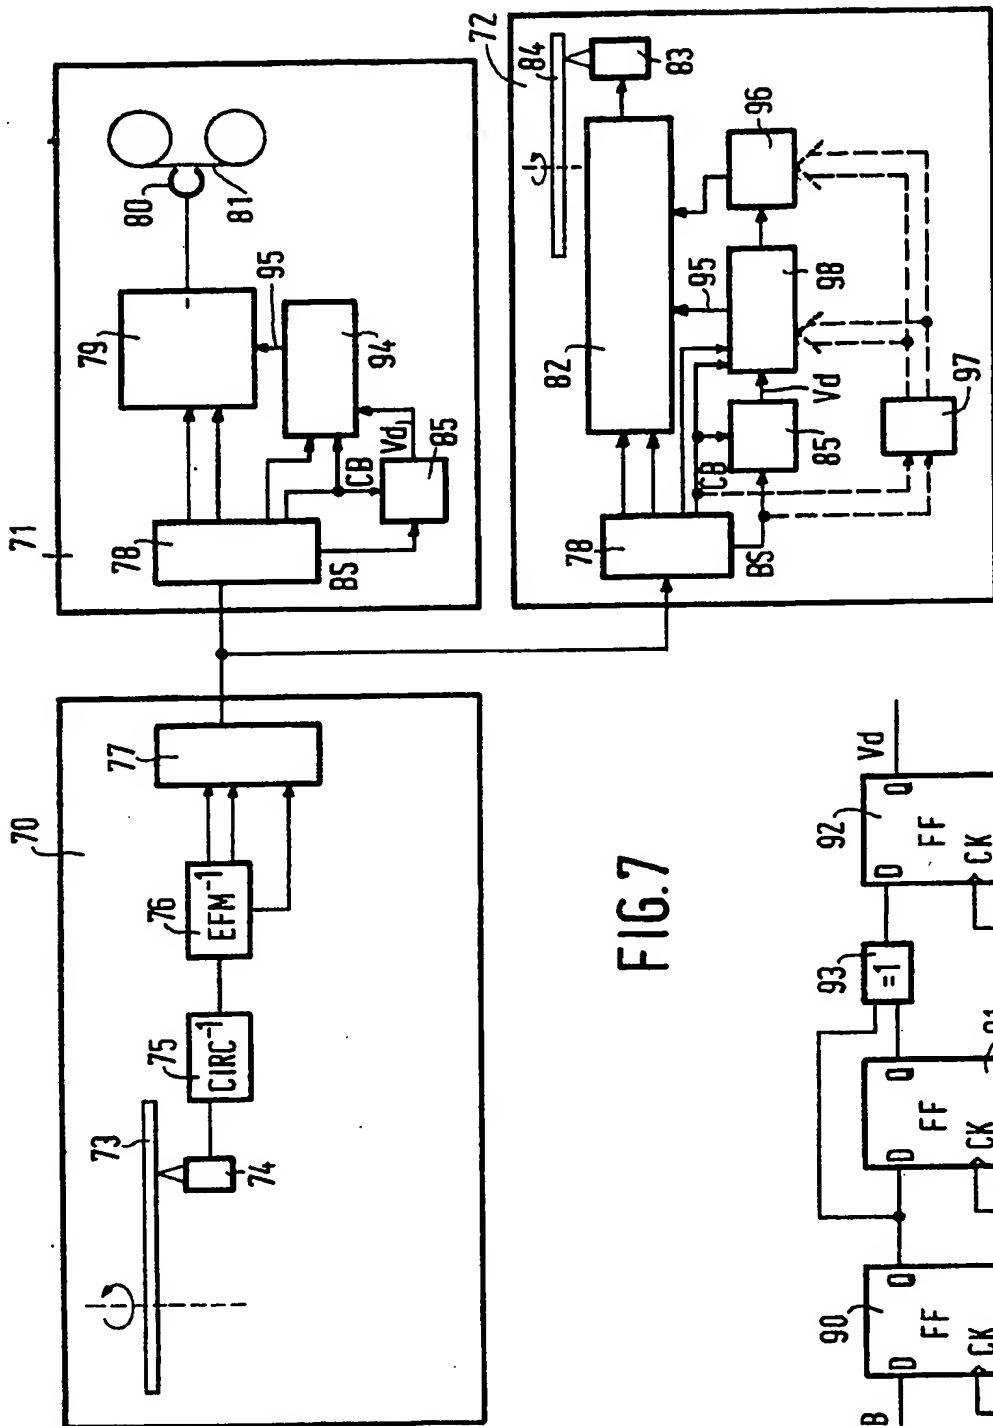 70
73
74
75
CIRC⁻¹
76
EFM⁻¹
77
71
78
BS
CB
Vd
85
79
94
95
80
81
72
78
BS
CB
85
Vd
82
95
98
84
83
96
97
FIG.7
B
90
D
Q
FF
CK
91
D
Q
FF
CK
93
=1
92
D
Q
FF
CK
Vd